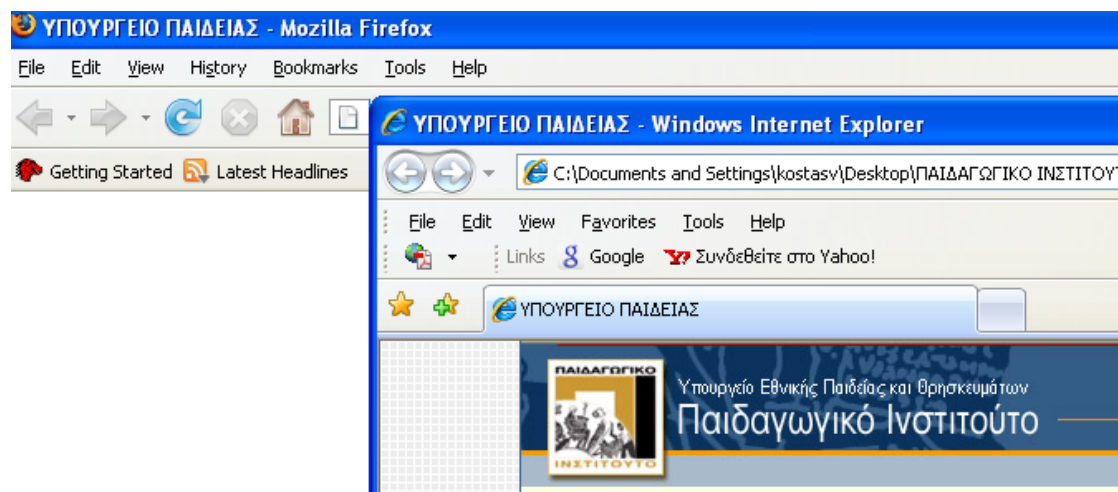 ΥΠΟΥΡΓΕΙΟ ΠΑΙΔΕΙΑΣ - Mozilla Firefox
File Edit View History Bookmarks Tools Help
Getting Started Latest Headlines
ΥΠΟΥΡΓΕΙΟ ΠΑΙΔΕΙΑΣ - Windows Internet Explorer
C:\Documents and Settings\kostasv\Desktop\ΠΑΙΔΑΓΩΓΙΚΟ ΙΝΣΤΙΤΟΥ
File Edit View Favorites Tools Help
Links Google Συνδεθείτε στο Yahoo!
ΥΠΟΥΡΓΕΙΟ ΠΑΙΔΕΙΑΣ
ΠΑΙΔΑΓΩΓΙΚΟ
ΙΝΣΤΙΤΟΥΤΟ
Υπουργείο Εθνικής Παιδείας και Θρησκευμάτων
Παιδαγωγικό Ινστιτούτο